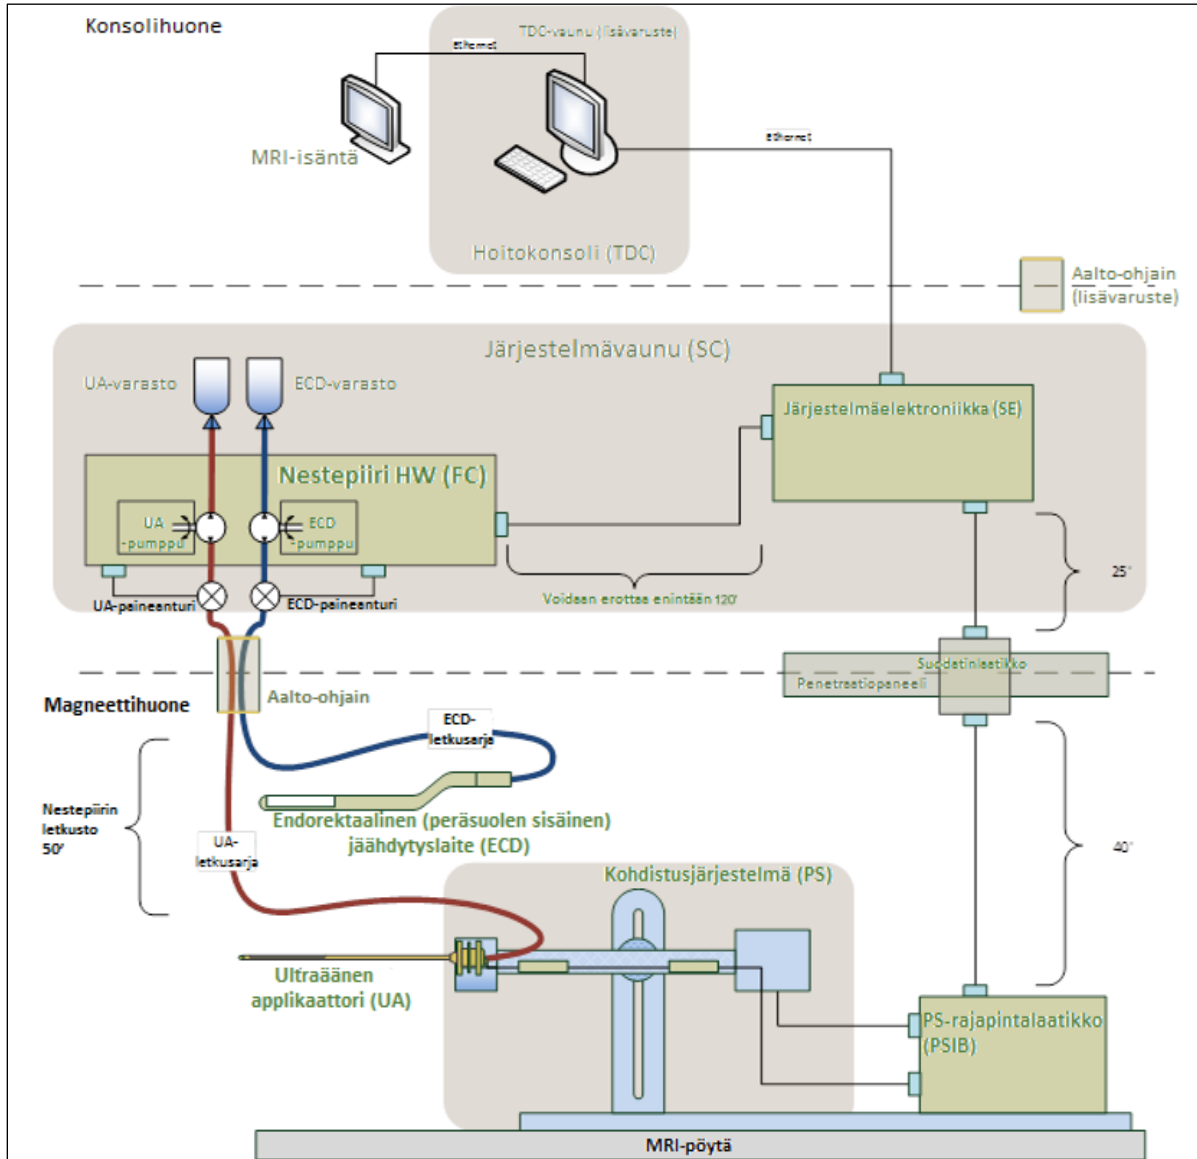 Konsolihuone
TDC-vaunu (lisävaruste)
Ethernet
MRI-isäntä
Ethernet
Hoitokonsoli (TDC)
Aalto-ohjain
(lisävaruste)
Järjestelmävaunu (SC)
UA-varasto
ECD-varasto
Järjestelmäelektroniikka (SE)
Nestepiiri HW (FC)
UA
-pumppu
ECD
-pumppu
25'
UA-paineanturi
ECD-paineanturi
Voidaan erottaa enintään 120'
Suodatinlaatikko
Penetraatiopaneeli
Aalto-ohjain
Magneettihuone
ECD-
letkusarja
Nestepiirin
letkusto
50'
Endorektaalinen (peräsuolen sisäinen)
jäähdytyslaite (ECD)
UA-
letkusarja
40'
Kohdistusjärjestelmä (PS)
Ultraäänen
applikaattori (UA)
PS-rajapintalaatikko
(PSIB)
MRI-pöytä